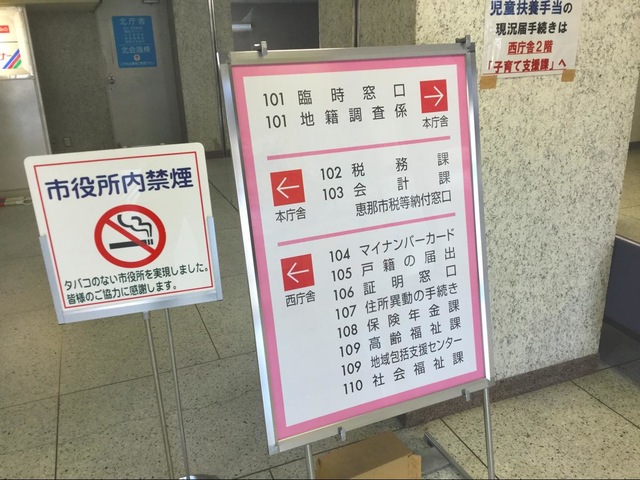 北庁舎
北会議棟
児童扶養手当の
現況届手続きは
西庁舎2階
「子育て支援課」へ
市役所内禁煙
タバコのない市役所を実現しました。
皆様のご協力に感謝します。
101 臨時窓口
101 地籍調査係
本庁舎
102 税務課
103 会計課
恵那市税等納付窓口
本庁舎
104 マイナンバーカード
105 戸籍の届出
106 証明窓口
107 住所異動の手続き
108 保険年金課
109 高齢福祉課
109 地域包括支援センター
110 社会福祉課
西庁舎